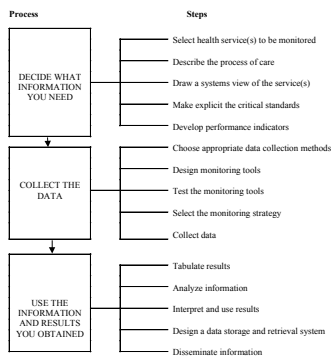 Process Steps
DECIDE WHAT
INFORMATION
YOU NEED
Select health service(s) to be monitored
Describe the process of care
Draw a systems view of the service(s)
Make explicit the critical standards
Develop performance indicators
COLLECT THE
DATA
Choose appropriate data collection methods
Design monitoring tools
Test the monitoring tools
Select the monitoring strategy
Collect data
USE THE
INFORMATION
AND RESULTS
YOU OBTAINED
Tabulate results
Analyze information
Interpret and use results
Design a data storage and retrieval system
Disseminate information